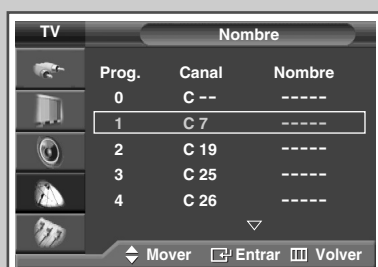 TV Nombre
Prog. Canal Nombre
0 C -- -----
1 C 7 -----
2 C 19 -----
3 C 25 -----
4 C 26 -----
Mover Entrar Volver